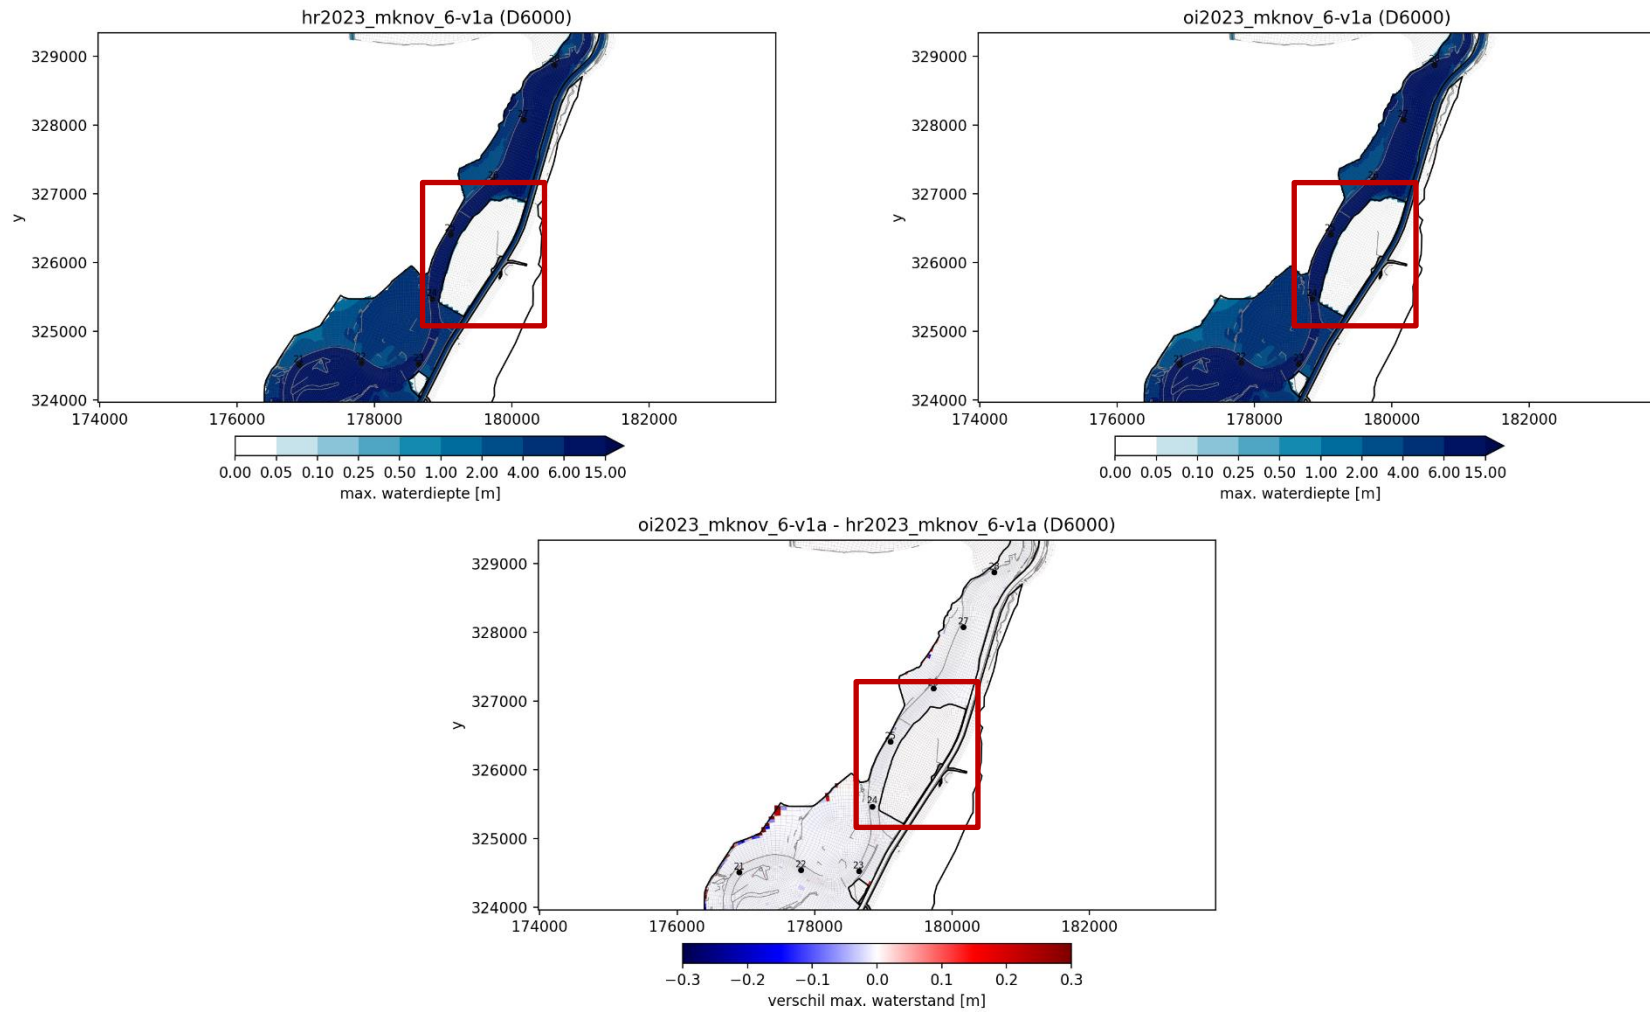 hr2023_mknov_6-v1a (D6000)
329000
328000
327000
326000
325000
324000
y
27
174000 176000 178000 180000 182000
0.00 0.05 0.10 0.25 0.50 1.00 2.00 4.00 6.00 15.00
max. waterdiepte [m]
oi2023_mknov_6-v1a (D6000)
329000
328000
327000
326000
325000
324000
y
27
174000 176000 178000 180000 182000
0.00 0.05 0.10 0.25 0.50 1.00 2.00 4.00 6.00 15.00
max. waterdiepte [m]
oi2023_mknov_6-v1a - hr2023_mknov_6-v1a (D6000)
329000
328000
327000
326000
325000
324000
y
28
27
25
24
21
22
23
174000 176000 178000 180000 182000
−0.3 −0.2 −0.1 0.0 0.1 0.2 0.3
verschil max. waterstand [m]